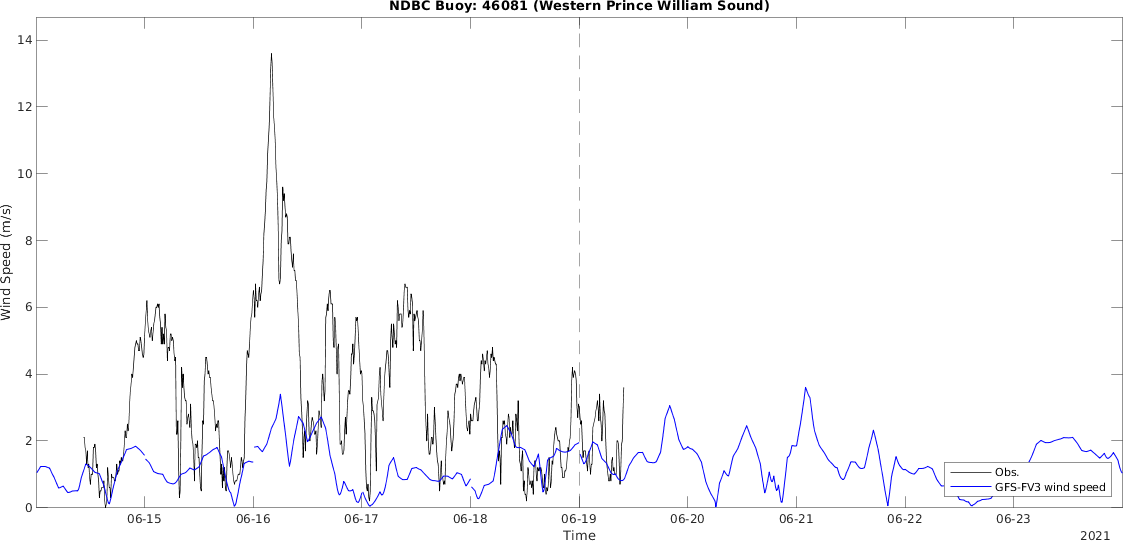 NDBC Buoy: 46081 (Western Prince William Sound)
14
12
10
8
6
4
2
0
Wind Speed (m/s)
06-15 06-16 06-17 06-18 06-19 06-20 06-21 06-22 06-23
Time
2021
Obs.
GFS-FV3 wind speed